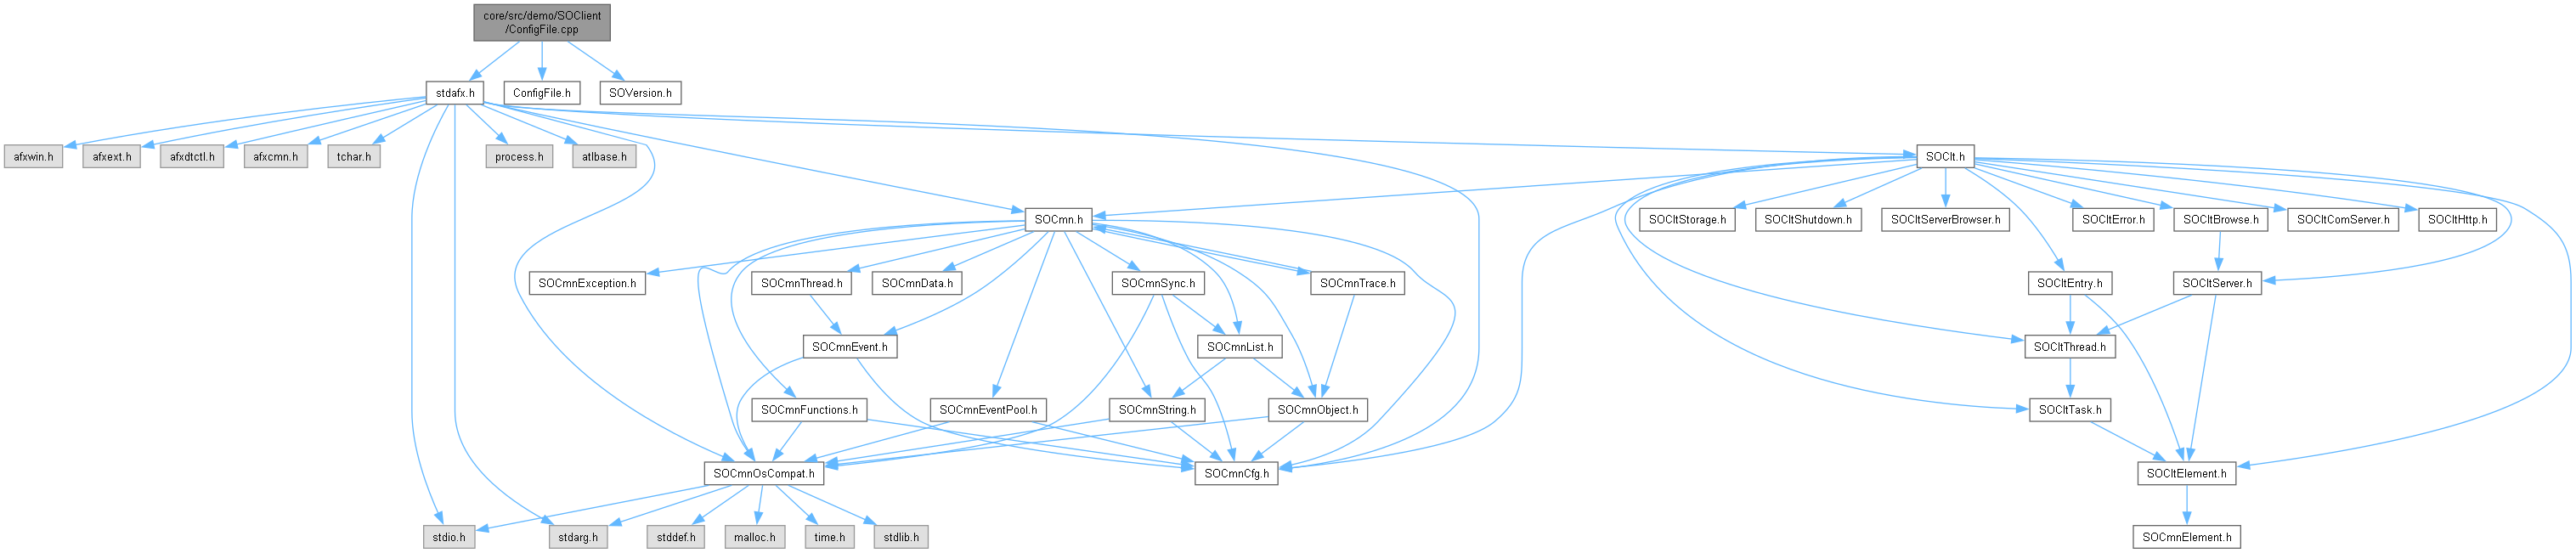 core/src/demo/SOClient
/ConfigFile.cpp
stdafx.h
ConfigFile.h
SOVersion.h
afxwin.h
afxext.h
afxdtctl.h
afxcmn.h
tchar.h
process.h
atlbase.h
SOClt.h
SOCmn.h
SOCltStorage.h
SOCltShutdown.h
SOCltServerBrowser.h
SOCltError.h
SOCltBrowse.h
SOCltComServer.h
SOCltHttp.h
SOCmnException.h
SOCmnThread.h
SOCmnData.h
SOCmnSync.h
SOCmnTrace.h
SOCltEntry.h
SOCltServer.h
SOCmnEvent.h
SOCmnList.h
SOCltThread.h
SOCmnFunctions.h
SOCmnEventPool.h
SOCmnString.h
SOCmnObject.h
SOCltTask.h
SOCmnOsCompat.h
SOCmnCfg.h
SOCltElement.h
stdio.h
stdarg.h
stddef.h
malloc.h
time.h
stdlib.h
SOCmnElement.h